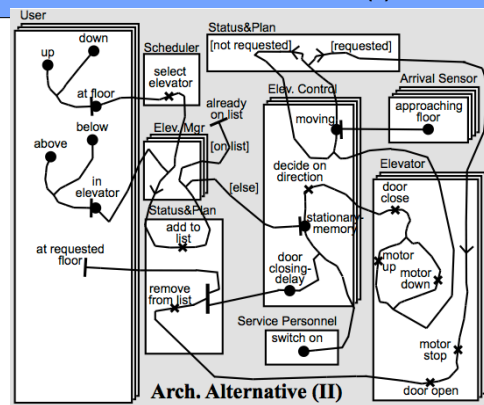 User
down
up
at floor
below
above
in
elevator
at requested
floor
Scheduler
select
elevator
already
on list
Elev. Mgr
[onlist]
[else]
Status&Plan
add to
list
remove
from list
Status&Plan
[not requested]
[requested]
Elev. Control
moving
decide on
direction
stationary-
memory
door
closing-
delay
Service Personnel
switch on
Arrival Sensor
approaching
floor
Elevator
door
close
motor
up
motor
down
motor
stop
door open
Arch. Alternative (II)